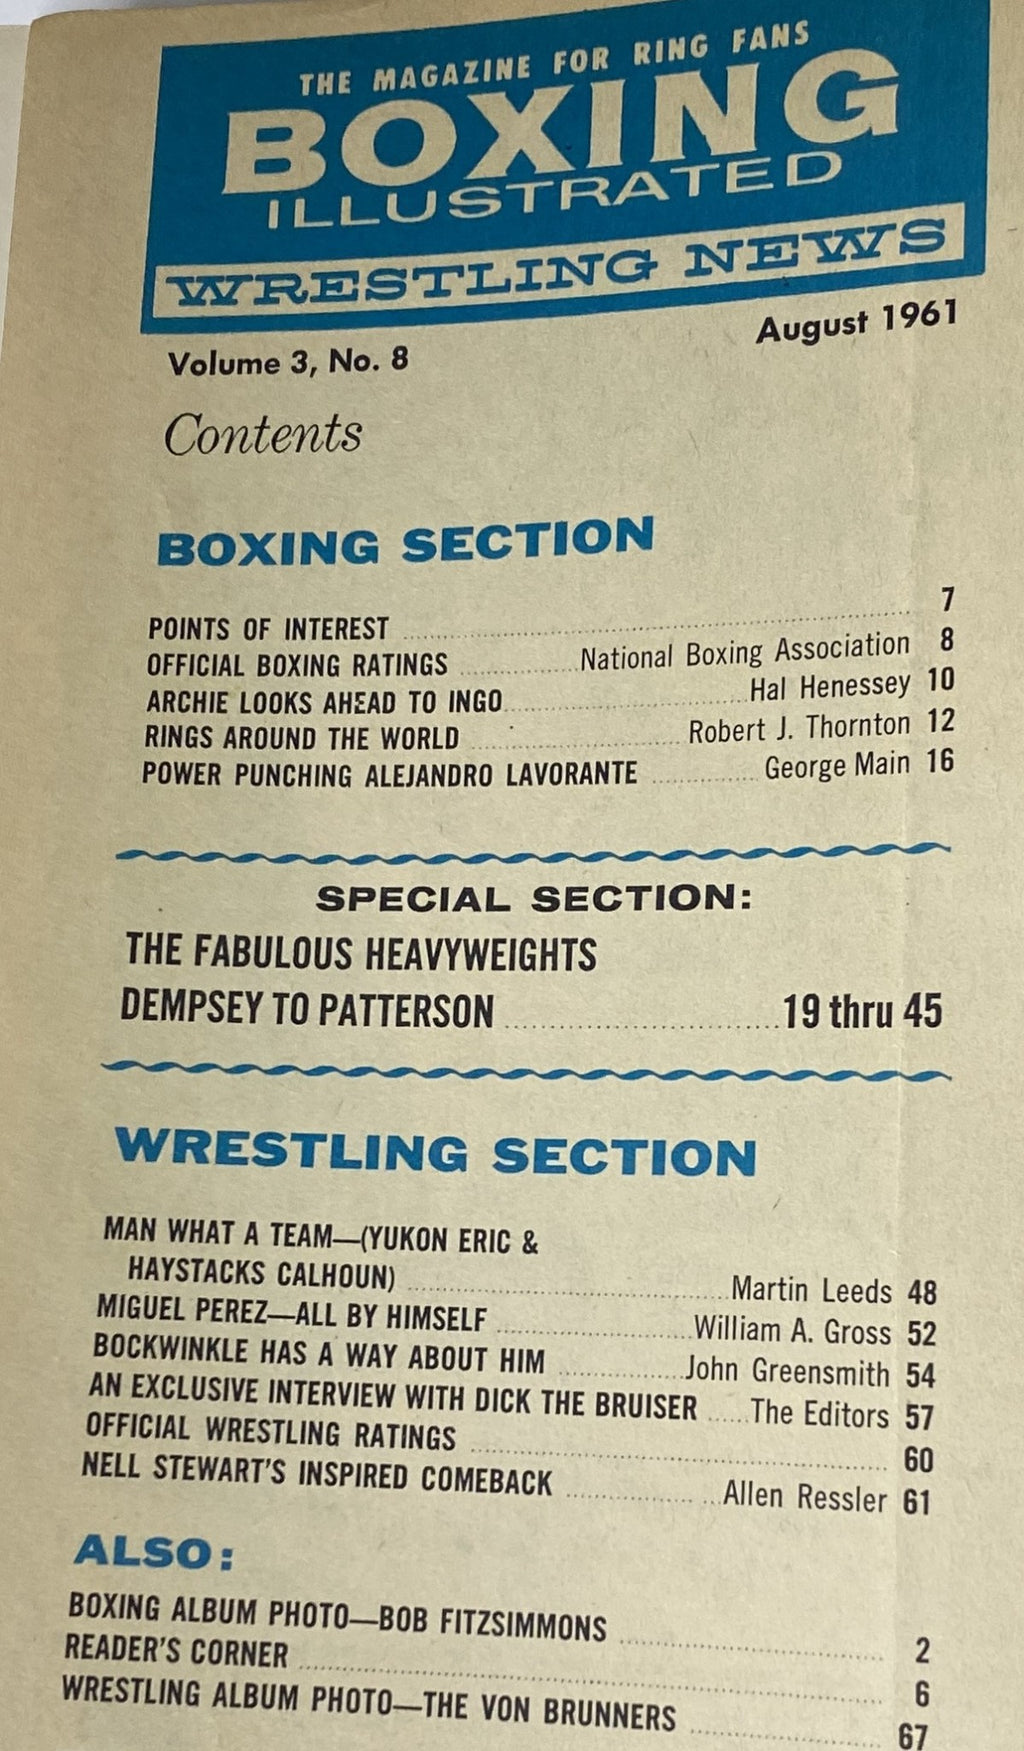 THE MAGAZINE FOR RING FANS
BOXING
ILLUSTRATED
WRESTLING NEWS
Volume 3, No. 8 August 1961
Contents
BOXING SECTION
POINTS OF INTEREST 7
OFFICIAL BOXING RATINGS National Boxing Association 8
ARCHIE LOOKS AHEAD TO INGO Hal Henessey 10
RINGS AROUND THE WORLD Robert J. Thornton 12
POWER PUNCHING ALEJANDRO LAVORANTE George Main 16
SPECIAL SECTION:
THE FABULOUS HEAVYWEIGHTS
DEMPSEY TO PATTERSON 19 thru 45
WRESTLING SECTION
MAN WHAT A TEAM—(YUKON ERIC &
HAYSTACKS CALHOUN) Martin Leeds 48
MIGUEL PEREZ—ALL BY HIMSELF William A. Gross 52
BOCKWINKLE HAS A WAY ABOUT HIM John Greensmith 54
AN EXCLUSIVE INTERVIEW WITH DICK THE BRUISER The Editors 57
OFFICIAL WRESTLING RATINGS 60
NELL STEWART'S INSPIRED COMEBACK Allen Ressler 61
ALSO:
BOXING ALBUM PHOTO—BOB FITZSIMMONS 2
READER'S CORNER 6
WRESTLING ALBUM PHOTO—THE VON BRUNNERS 67